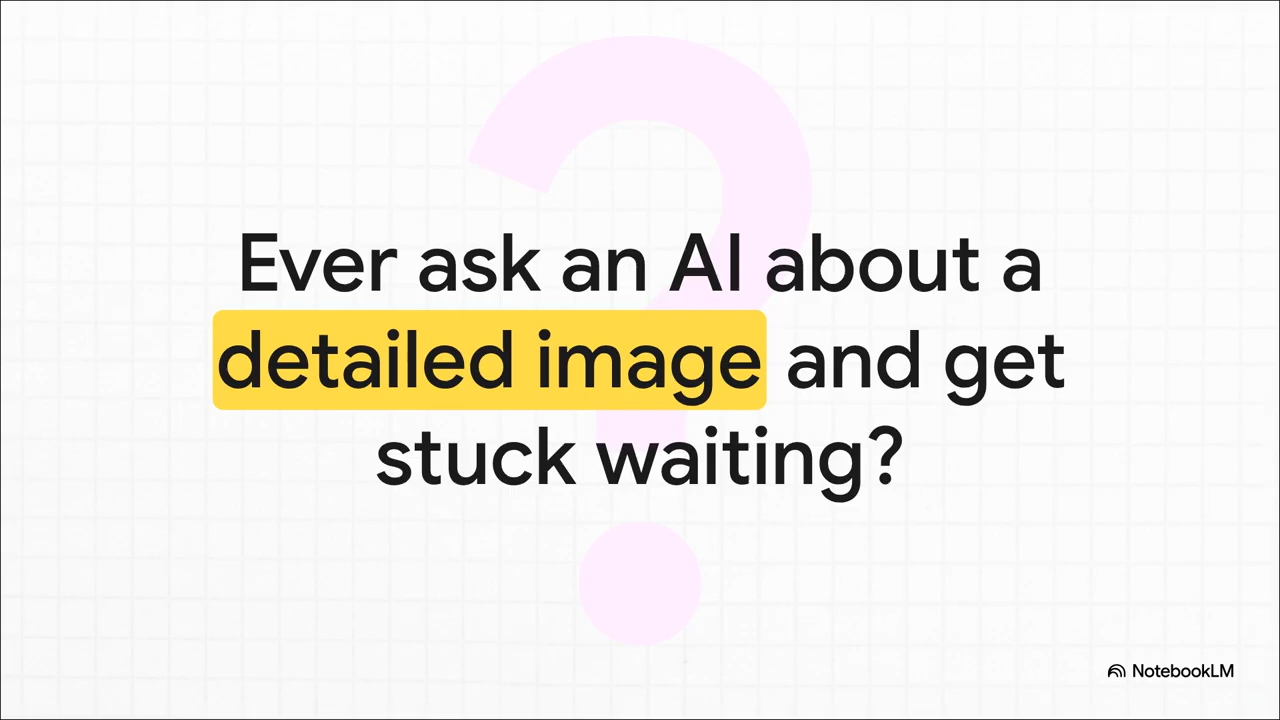 Ever ask an AI about a
detailed image and get
stuck waiting?
NotebookLM